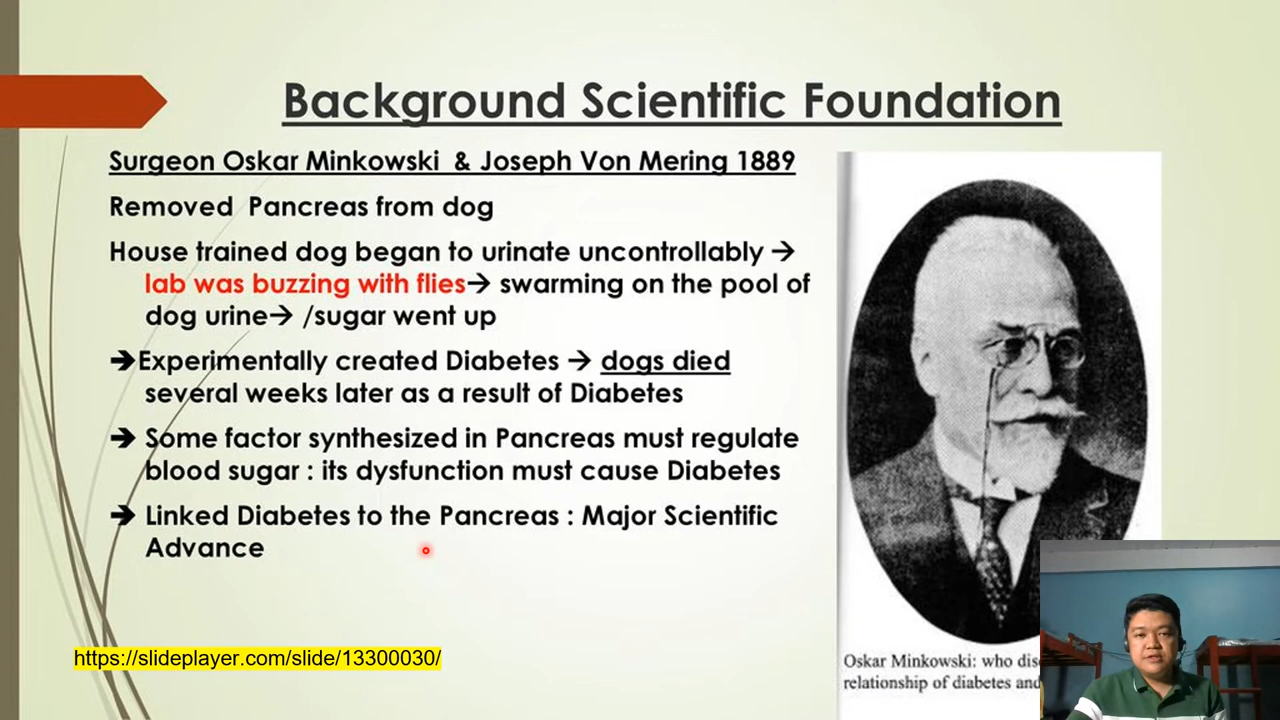 Background Scientific Foundation
Surgeon Oskar Minkowski & Joseph Von Mering 1889
Removed Pancreas from dog
House trained dog began to urinate uncontrollably →
lab was buzzing with flies→ swarming on the pool of
dog urine→ /sugar went up
→Experimentally created Diabetes → dogs died
several weeks later as a result of Diabetes
→ Some factor synthesized in Pancreas must regulate
blood sugar : its dysfunction must cause Diabetes
→ Linked Diabetes to the Pancreas : Major Scientific
Advance
https://slideplayer.com/slide/13300030/
Oskar Minkowski: who
relationship of diabetes and